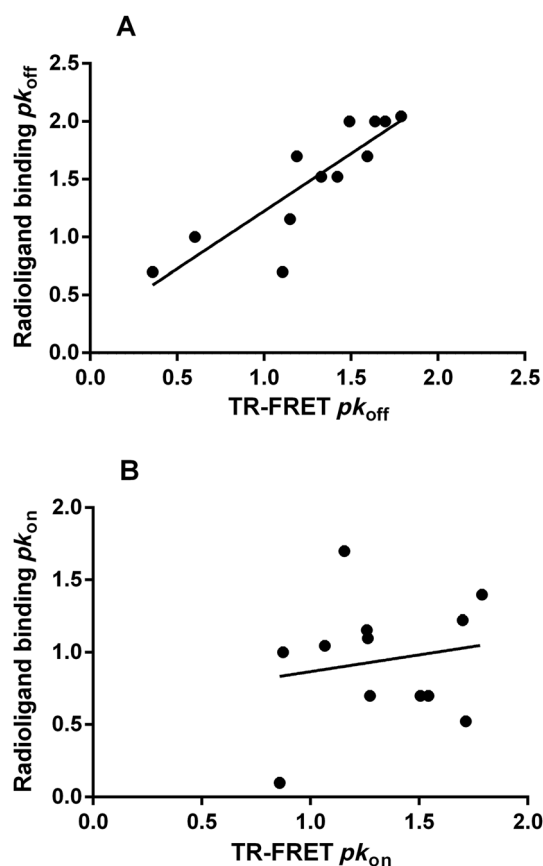 A
2.5
2.0
1.5
1.0
0.5
0.0
Radioligand binding pkoff
0.0 0.5 1.0 1.5 2.0 2.5
TR-FRET pkoff
B
2.0
1.5
1.0
0.5
0.0
Radioligand binding pkon
0.0 0.5 1.0 1.5 2.0
TR-FRET pkon